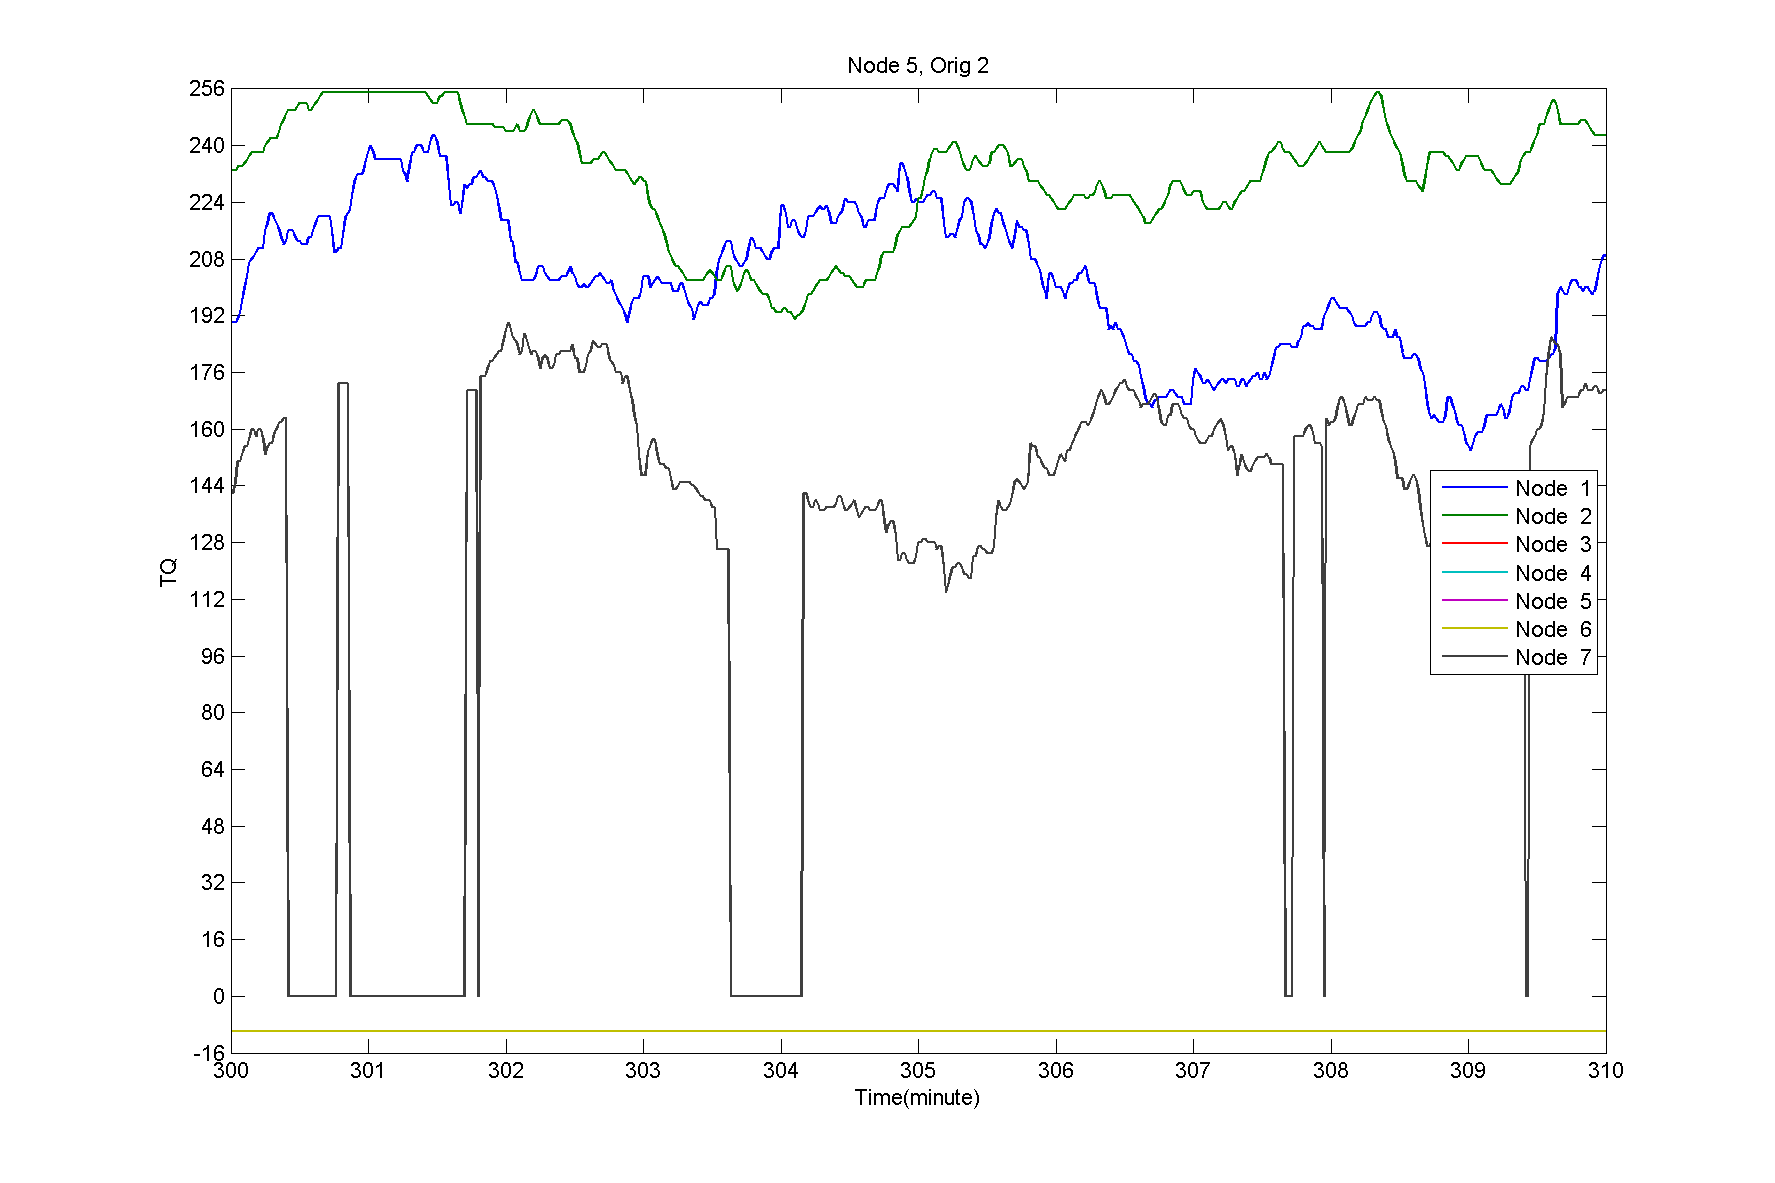 Node 5, Orig 2
256
240
224
208
192
176
160
144
128
112
96
80
64
48
32
16
0
-16
TQ
Node 1
Node 2
Node 3
Node 4
Node 5
Node 6
Node 7
300 301 302 303 304 305 306 307 308 309 310
Time(minute)